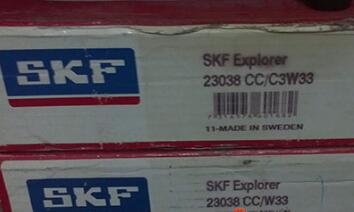 SKF
SKF Explorer
23038 CC/C3W33
11-MADE IN SWEDEN
SKF
SKF Explorer
23038 CC/W33